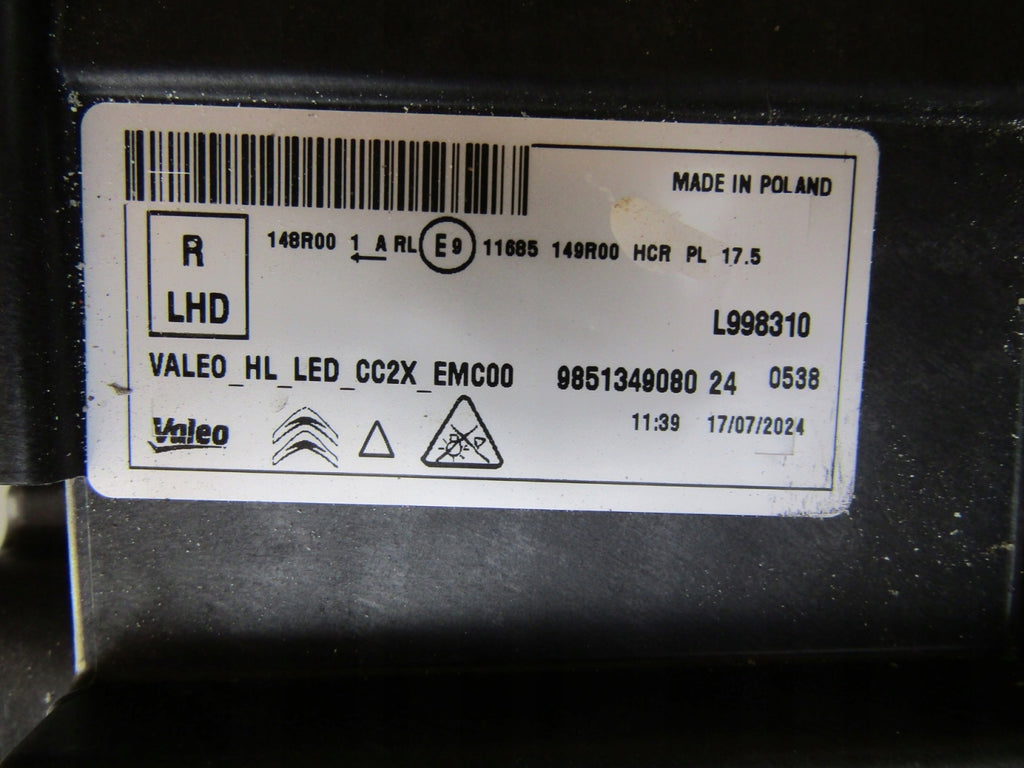 MADE IN POLAND
R
LHD
148R00 1 A RL E9 11685 149R00 HCR PL 17.5
L998310
VALEO_HL_LED_CC2X_EMC00 9851349080 24 0538
Valeo 11:39 17/07/2024